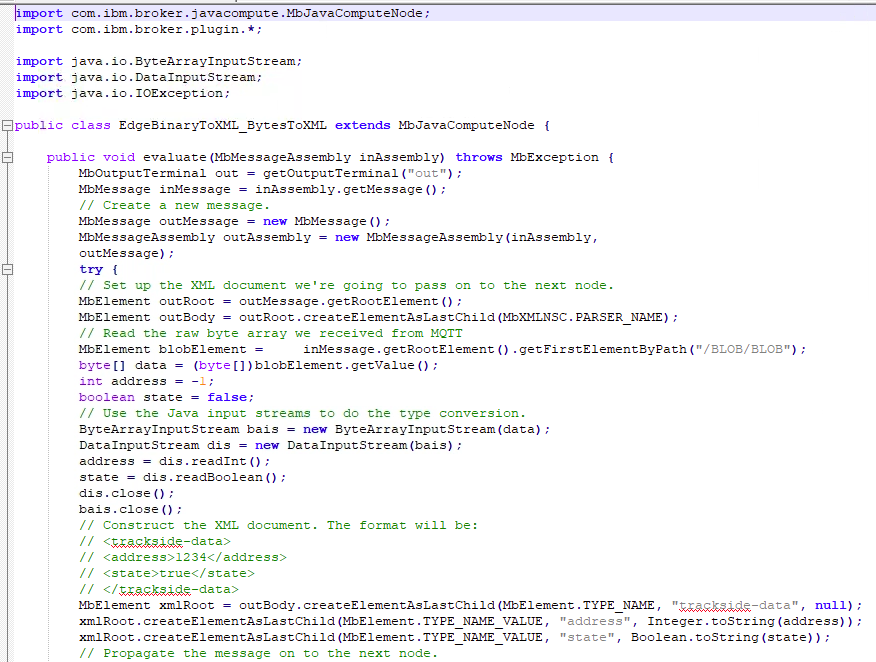 import com.ibm.broker.javacompute.MbJavaComputeNode;
import com.ibm.broker.plugin.*;
import java.io.ByteArrayInputStream;
import java.io.DataInputStream;
import java.io.IOException;
public class EdgeBinaryToXML_BytesToXML extends MbJavaComputeNode {
public void evaluate(MbMessageAssembly inAssembly) throws MbException {
MbOutputTerminal out = getOutputTerminal("out");
MbMessage inMessage = inAssembly.getMessage();
// Create a new message.
MbMessage outMessage = new MbMessage();
MbMessageAssembly outAssembly = new MbMessageAssembly(inAssembly,
outMessage);
try {
// Set up the XML document we're going to pass on to the next node.
MbElement outRoot = outMessage.getRootElement();
MbElement outBody = outRoot.createElementAsLastChild(MbXMLNSC.PARSER_NAME);
// Read the raw byte array we received from MQTT
MbElement blobElement =     inMessage.getRootElement().getFirstElementByPath("/BLOB/BLOB");
byte[] data = (byte[])blobElement.getValue();
int address = -1;
boolean state = false;
// Use the Java input streams to do the type conversion.
ByteArrayInputStream bais = new ByteArrayInputStream(data);
DataInputStream dis = new DataInputStream(bais);
address = dis.readInt();
state = dis.readBoolean();
dis.close();
bais.close();
// Construct the XML document. The format will be:
// <trackside-data>
// <address>1234</address>
// <state>true</state>
// </trackside-data>
MbElement xmlRoot = outBody.createElementAsLastChild(MbElement.TYPE_NAME, "trackside-data", null);
xmlRoot.createElementAsLastChild(MbElement.TYPE_NAME_VALUE, "address", Integer.toString(address));
xmlRoot.createElementAsLastChild(MbElement.TYPE_NAME_VALUE, "state", Boolean.toString(state));
// Propagate the message on to the next node.